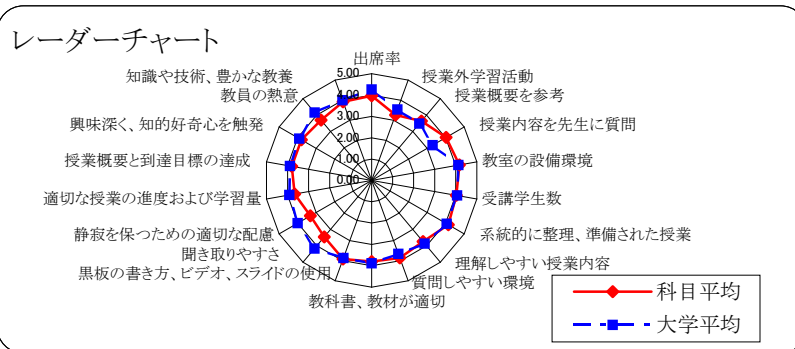 レーダーチャート
出席率
授業外学習活動
授業概要を参考
授業内容を先生に質問
教室の設備環境
受講学生数
系統的に整理、準備された授業
理解しやすい授業内容
質問しやすい環境
教科書、教材が適切
黒板の書き方、ビデオ、スライドの使用
聞き取りやすさ
静寂を保つための適切な配慮
適切な授業の進度および学習量
授業概要と到達目標の達成
興味深く、知的好奇心を触発
教員の熱意
知識や技術、豊かな教養
5.00
4.00
3.00
2.00
1.00
0.00
科目平均
大学平均